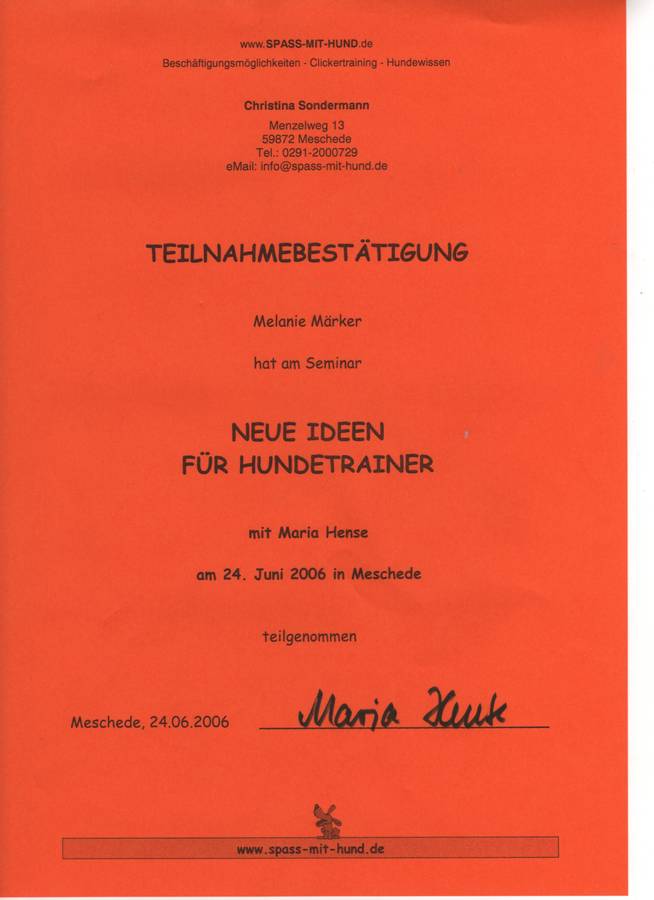 www.SPASS-MIT-HUND.de
Beschäftigungsmöglichkeiten - Clickertraining - Hundewissen
Christina Sondermann
Menzelweg 13
59872 Meschede
Tel.: 0291-2000729
eMail: info@spass-mit-hund.de
TEILNAHMEBESTÄTIGUNG
Melanie Märker
hat am Seminar
NEUE IDEEN
FÜR HUNDETRAINER
mit Maria Hense
am 24. Juni 2006 in Meschede
teilgenommen
Meschede, 24.06.2006 Maria Hense
www.spass-mit-hund.de